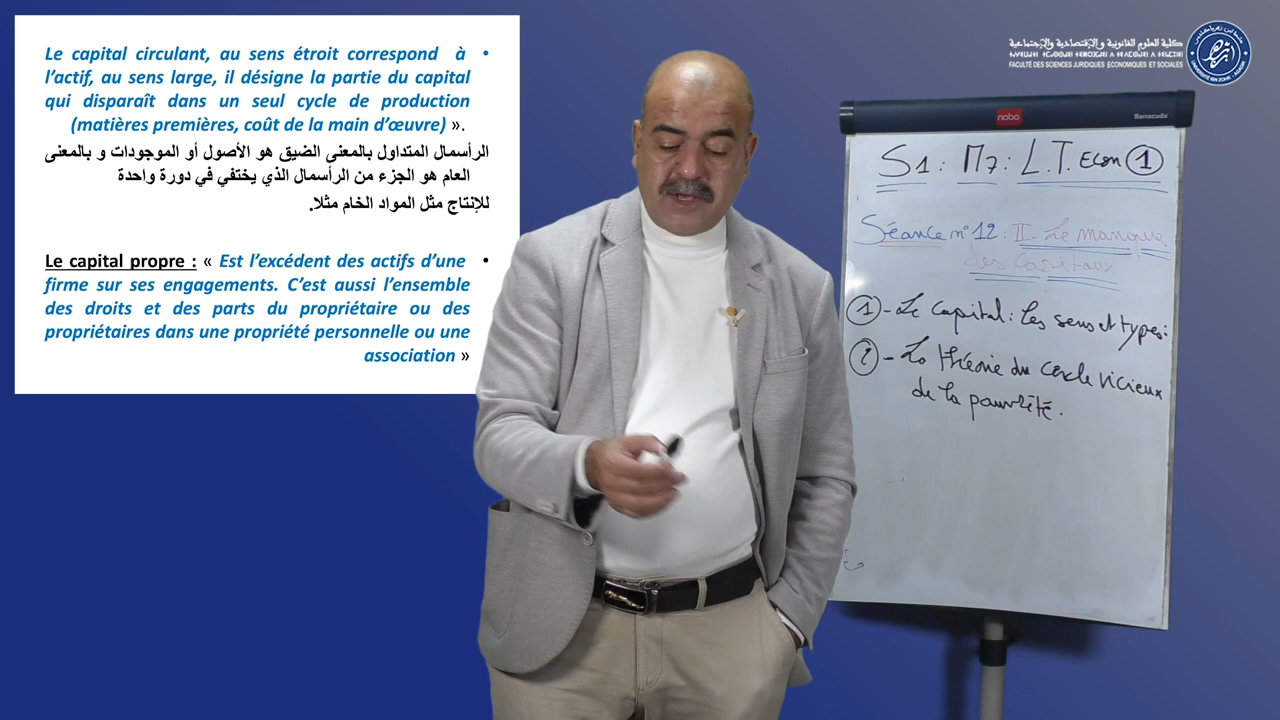 Le capital circulant, au sens étroit correspond à
l’actif, au sens large, il désigne la partie du capital
qui disparaît dans un seul cycle de production
(matières premières, coût de la main d’œuvre) ».
الرأسمال المتداول بالمعنى الضيق هو الأصول أو الموجودات و بالمعنى
العام هو الجزء من الرأسمال الذي يختفي في دورة واحدة
للإنتاج مثل المواد الخام مثلا.
Le capital propre : « Est l’excédent des actifs d’une
firme sur ses engagements. C’est aussi l’ensemble
des droits et des parts du propriétaire ou des
propriétaires dans une propriété personnelle ou une
association »
كلية العلوم القانونية والاقتصادية والاجتماعية
FACULTÉ DES SCIENCES JURIDIQUES ECONOMIQUES ET SOCIALES
nobo
Barracuda
S1 : M7 : L.T. Econ 1
Séance n° 12 : II - Le manque
des capitaux
1 - Le capital : les sens et types :
2 - La théorie du cercle vicieux
de la pauvrété.